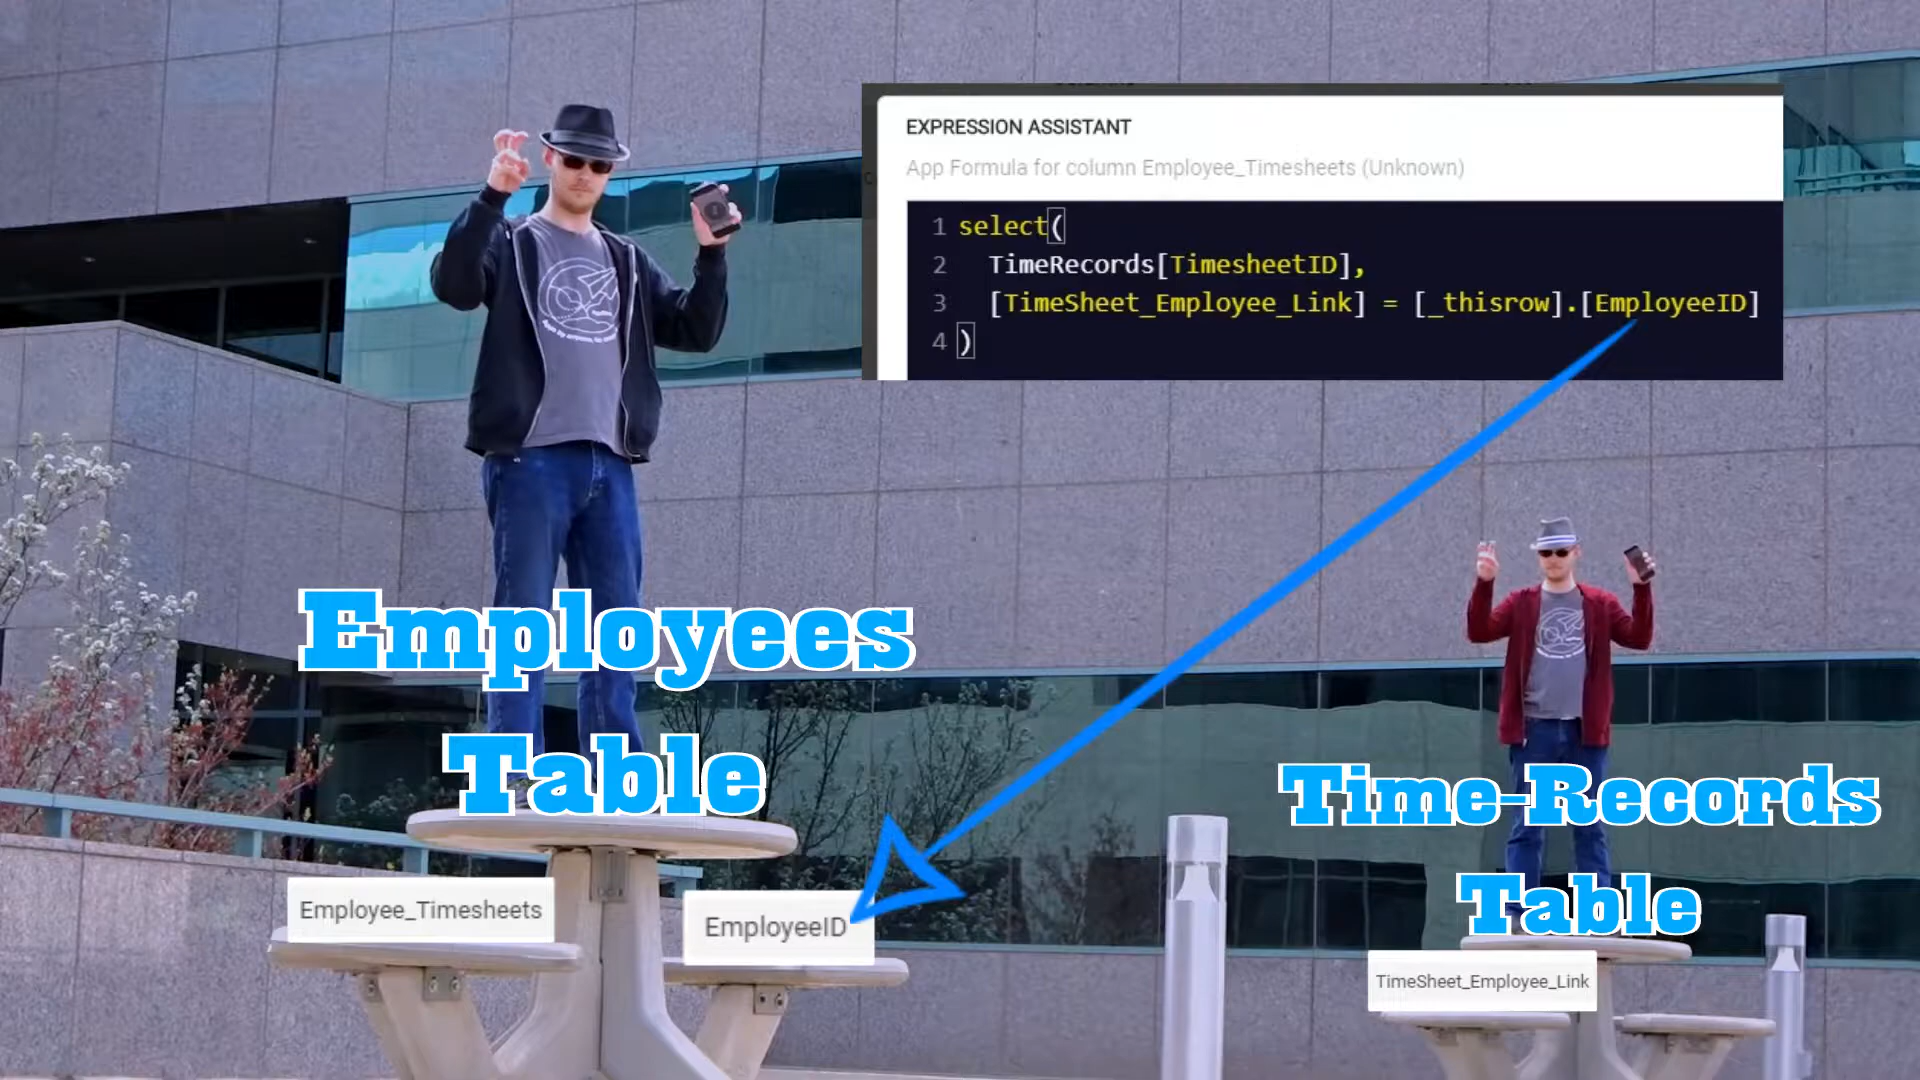 EXPRESSION ASSISTANT
App Formula for column Employee_Timesheets (Unknown)
1 select(
2 TimeRecords[TimesheetID],
3 [TimeSheet_Employee_Link] = [_thisrow].[EmployeeID]
4 )
Employees
Table
Employee_Timesheets
EmployeeID
Time-Records
Table
TimeSheet_Employee_Link